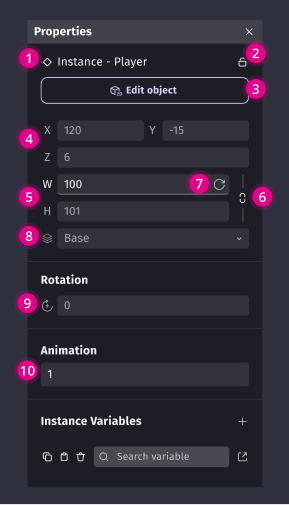 Properties
1 Instance - Player 2
Edit object 3
4 X 120 Y -15
Z 6
W 100 7
5 H 101 6
8 Base
Rotation
9 0
Animation
10 1
Instance Variables
Search variable